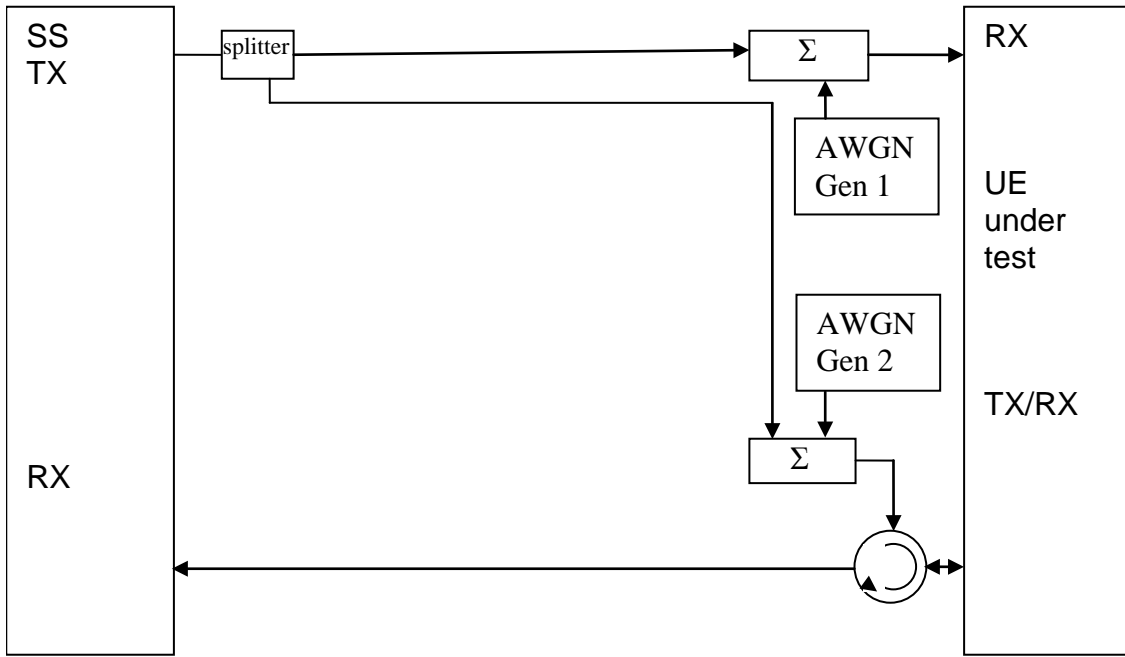 SS
TX
splitter
Σ
RX
AWGN
Gen 1
UE
under
test
AWGN
Gen 2
TX/RX
Σ
RX